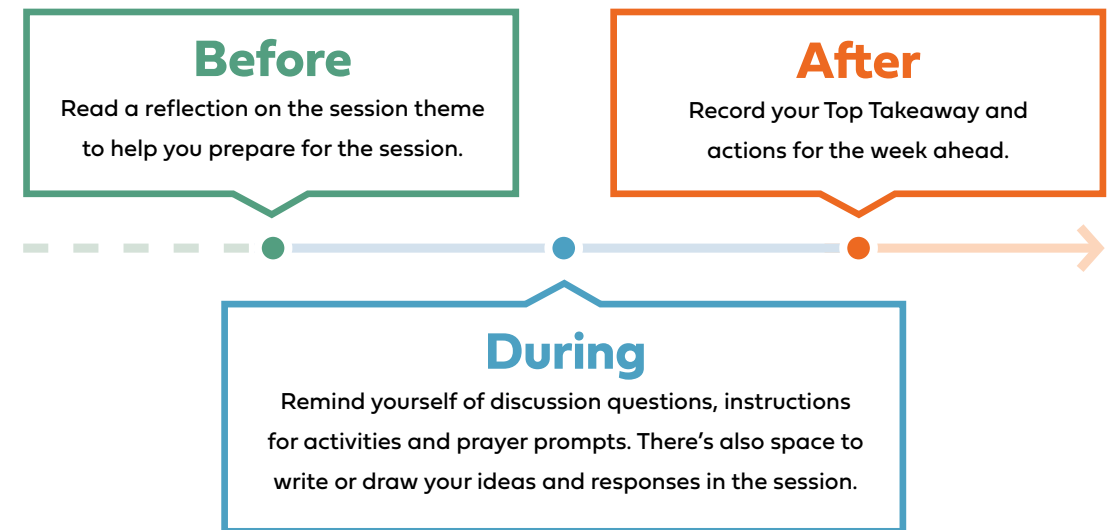 Before
Read a reflection on the session theme
to help you prepare for the session.
After
Record your Top Takeaway and
actions for the week ahead.
During
Remind yourself of discussion questions, instructions
for activities and prayer prompts. There’s also space to
write or draw your ideas and responses in the session.